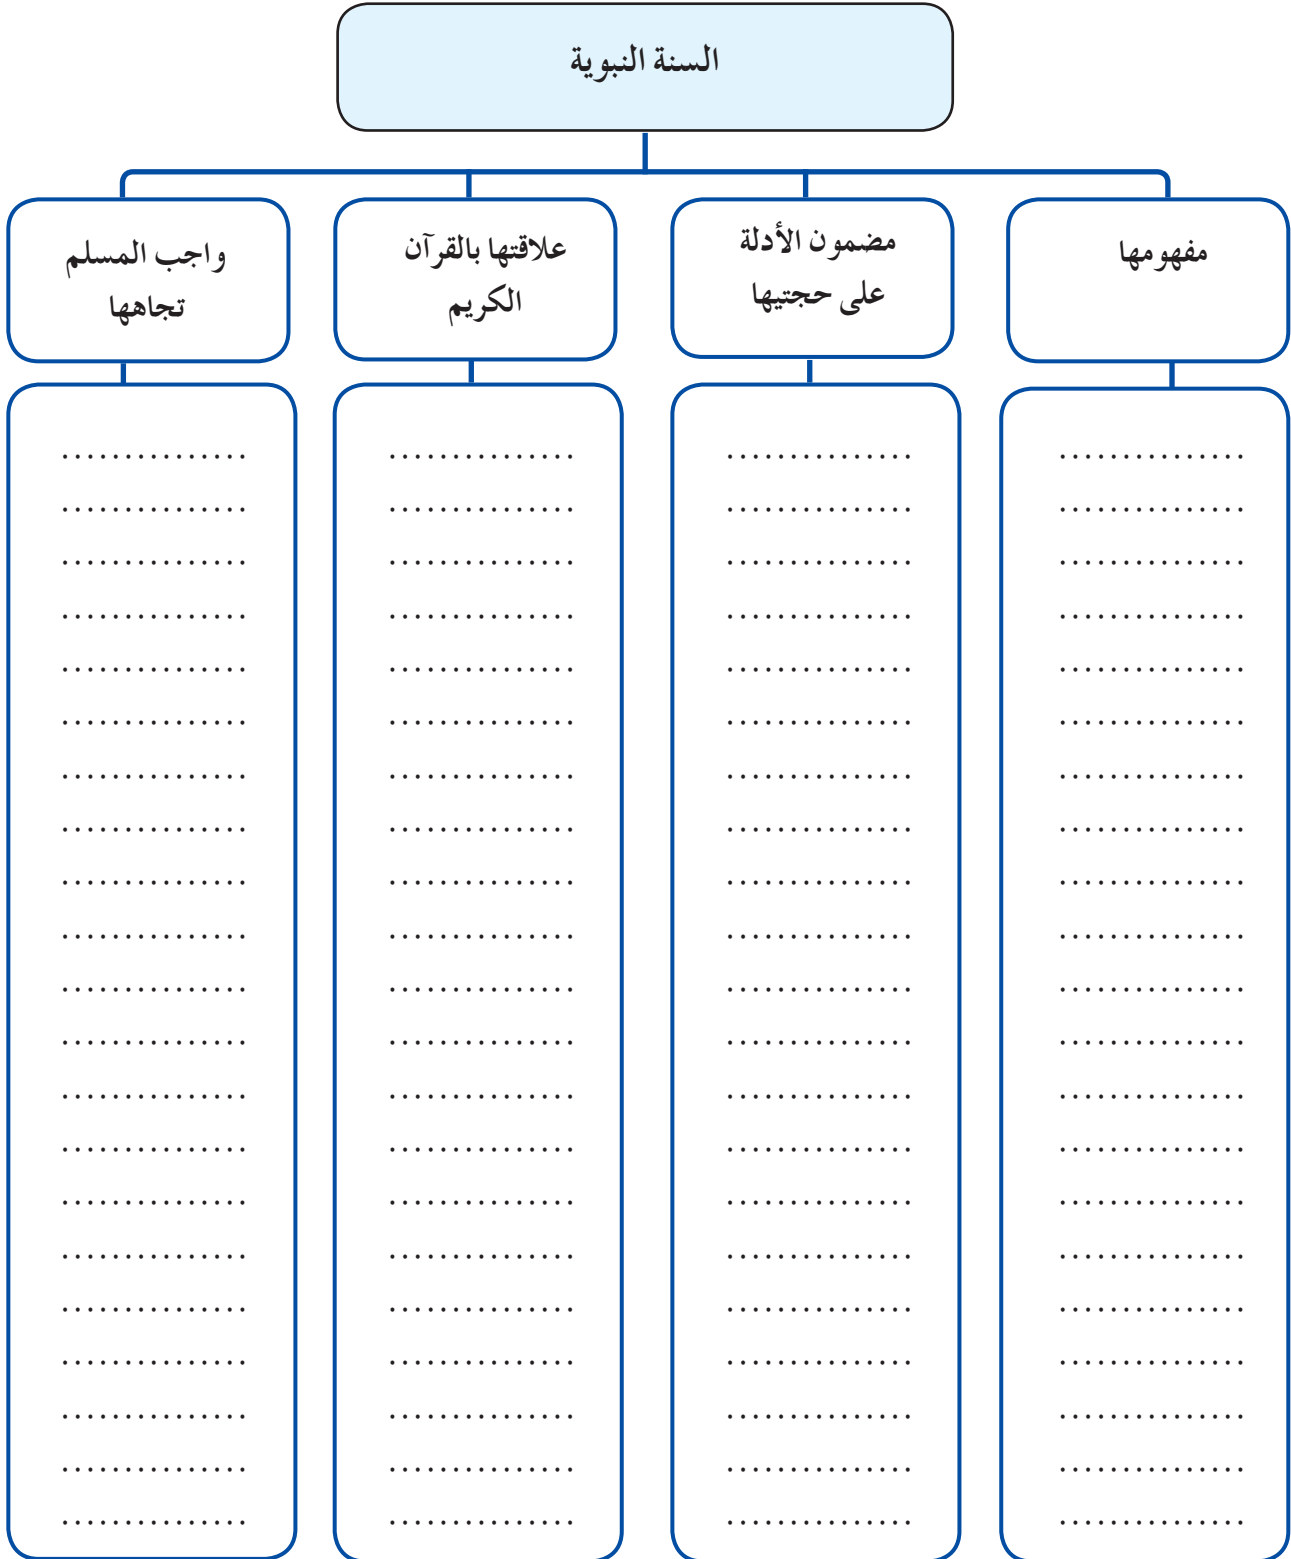 السنة النبوية
مفهومها
مضمون الأدلة
على حجتيها
علاقتها بالقرآن
الكريم
واجب المسلم
تجاهها